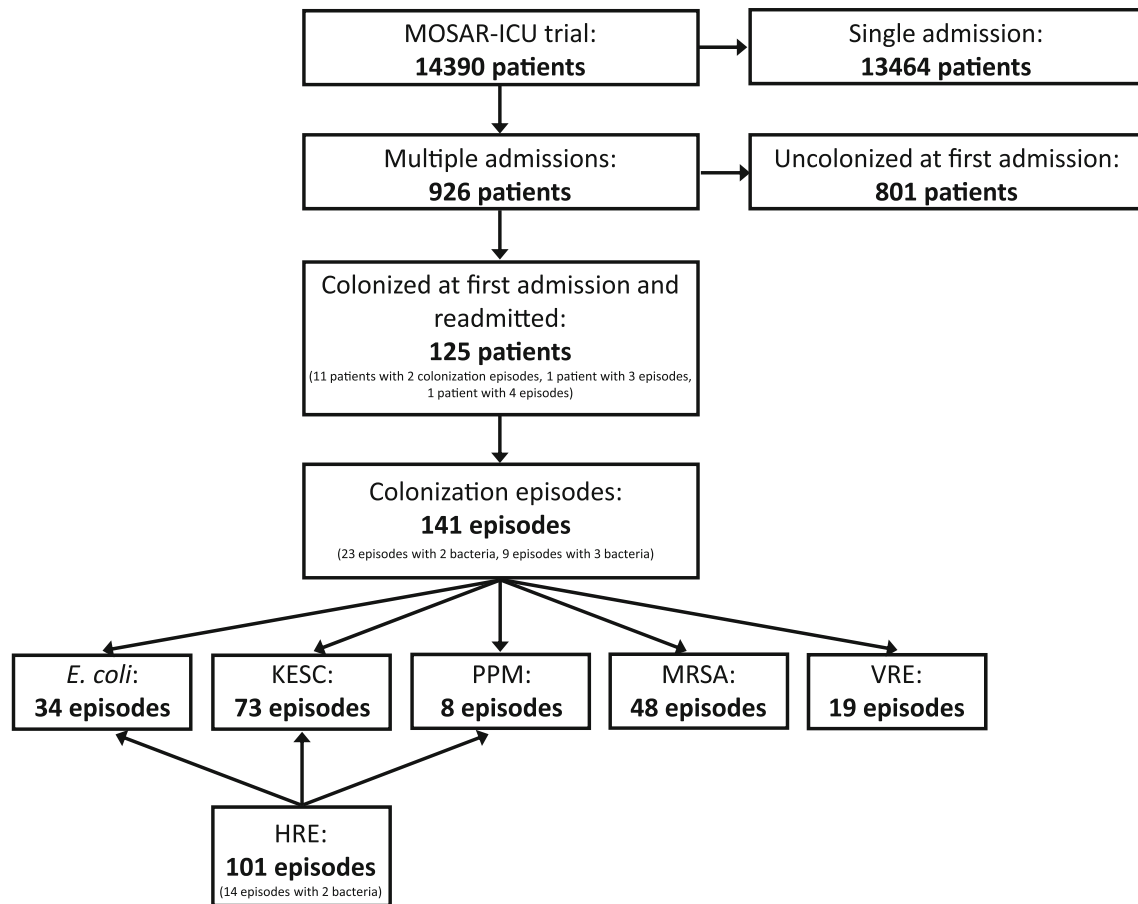 MOSAR-ICU trial:
14390 patients
Single admission:
13464 patients
Multiple admissions:
926 patients
Uncolonized at first admission:
801 patients
Colonized at first admission and
readmitted:
125 patients
(11 patients with 2 colonization episodes, 1 patient with 3 episodes,
1 patient with 4 episodes)
Colonization episodes:
141 episodes
(23 episodes with 2 bacteria, 9 episodes with 3 bacteria)
E. coli:
34 episodes
KESC:
73 episodes
PPM:
8 episodes
MRSA:
48 episodes
VRE:
19 episodes
HRE:
101 episodes
(14 episodes with 2 bacteria)